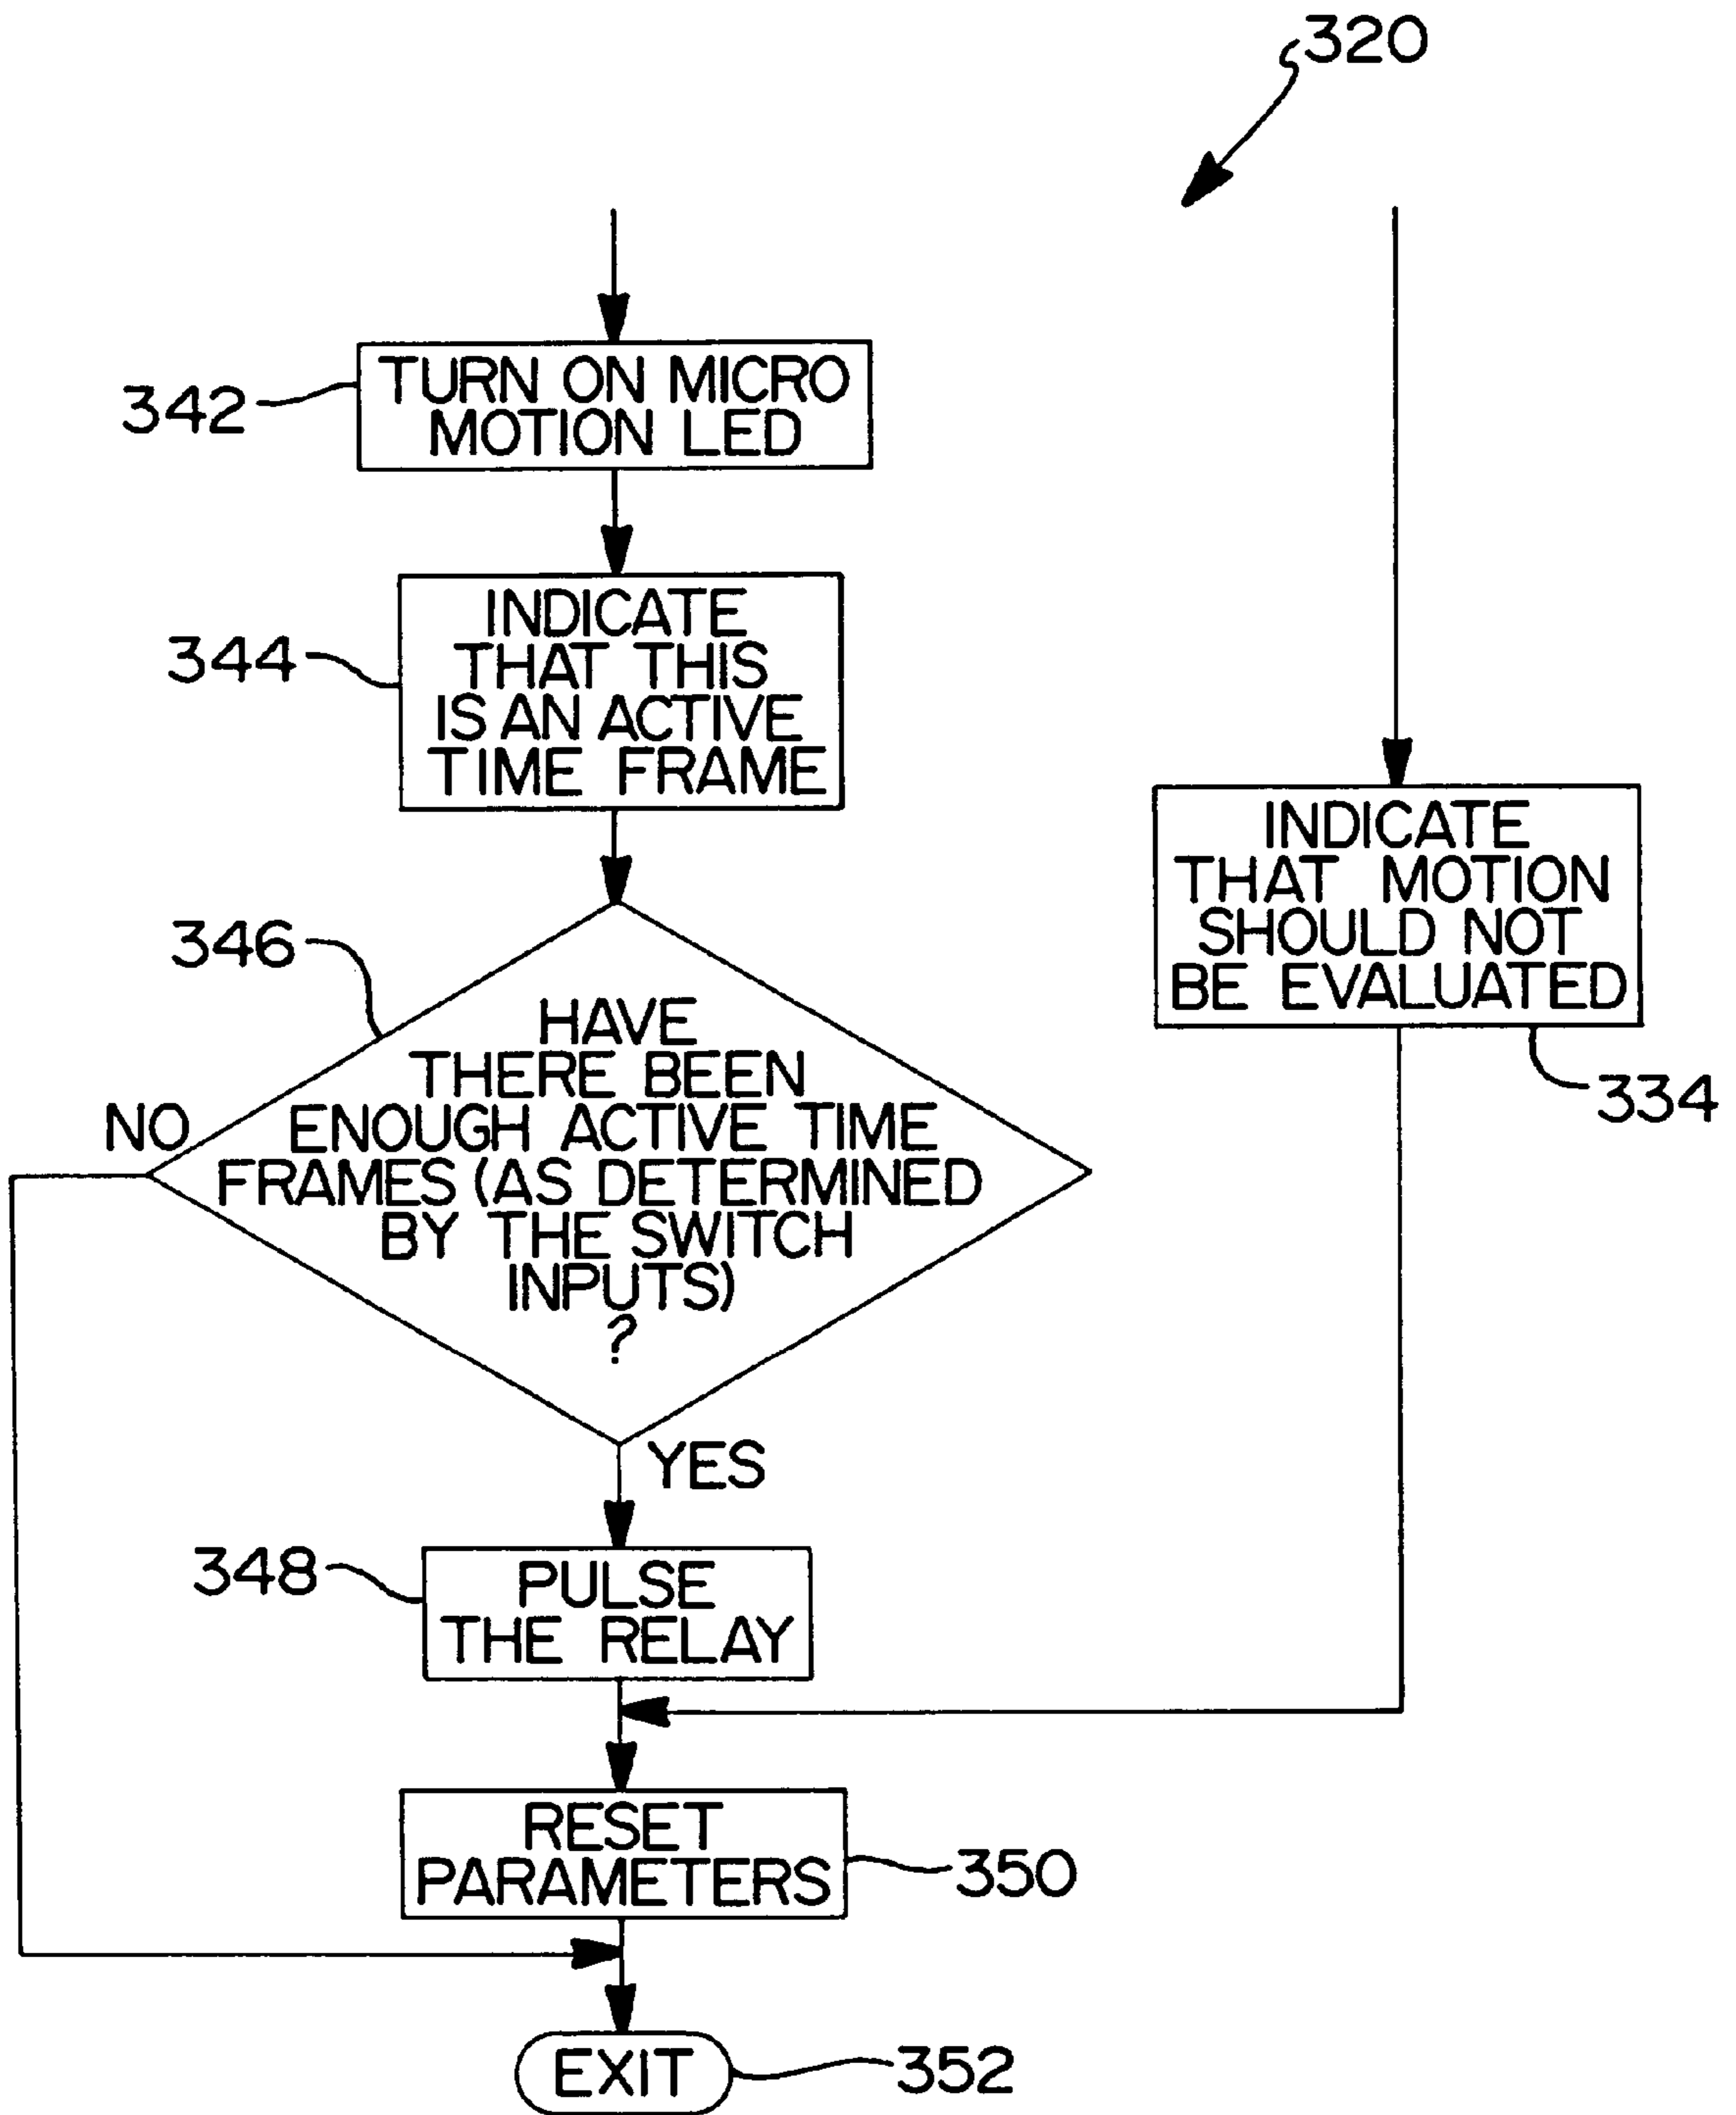 320
342
TURN ON MICRO
MOTION LED
344
INDICATE
THAT THIS
IS AN ACTIVE
TIME FRAME
INDICATE
THAT MOTION
SHOULD NOT
BE EVALUATED
334
346
HAVE
THERE BEEN
ENOUGH ACTIVE TIME
FRAMES (AS DETERMINED
BY THE SWITCH
INPUTS)
?
NO
YES
348
PULSE
THE RELAY
RESET
PARAMETERS
350
EXIT
352